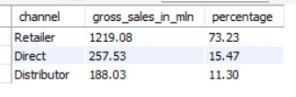 channel gross_sales_in_mln percentage
Retailer 1219.08 73.23
Direct 257.53 15.47
Distributor 188.03 11.30